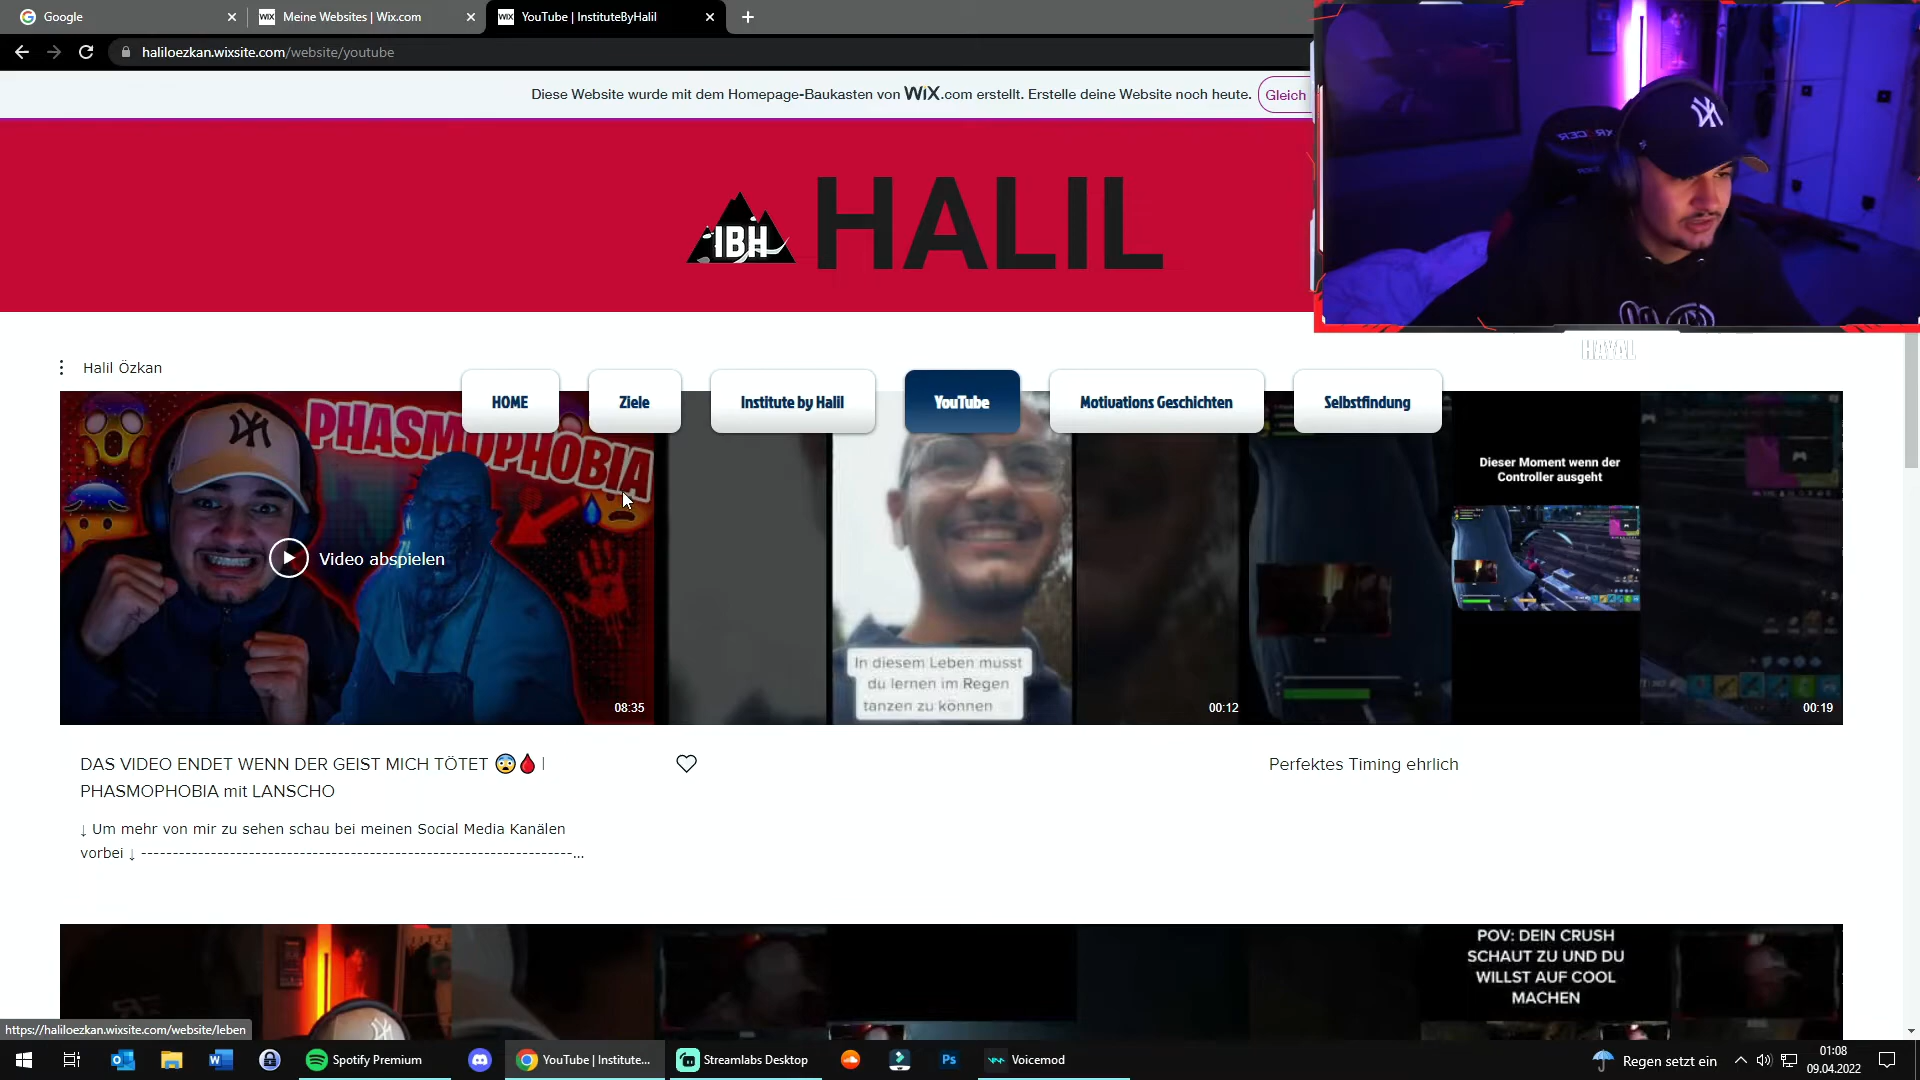 Google
WIX
Meine Websites | Wix.com
WIX
YouTube | InstituteByHalil
haliloezkan.wixsite.com/website/youtube
Diese Website wurde mit dem Homepage-Baukasten von WiX.com erstellt. Erstelle deine Website noch heute.
Gleich
IBH
HALIL
HAYAL
Halil Özkan
HOME
Ziele
Institute by Halil
YouTube
Motivations Geschichten
Selbstfindung
PHASMOPHOBIA
Video abspielen
08:35
In diesem Leben musst
du lernen im Regen
tanzen zu können
00:12
Dieser Moment wenn der
Controller ausgeht
00:19
DAS VIDEO ENDET WENN DER GEIST MICH TÖTET 😨🩸 |
PHASMOPHOBIA mit LANSCHO
↓ Um mehr von mir zu sehen schau bei meinen Social Media Kanälen
vorbei ↓ ----------------------------------------------------------------------...
Perfektes Timing ehrlich
POV: DEIN CRUSH
SCHAUT ZU UND DU
WILLST AUF COOL
MACHEN
https://haliloezkan.wixsite.com/website/leben
Spotify Premium
YouTube | Institute...
Streamlabs Desktop
Ps
Voicemod
Regen setzt ein
01:08
09.04.2022